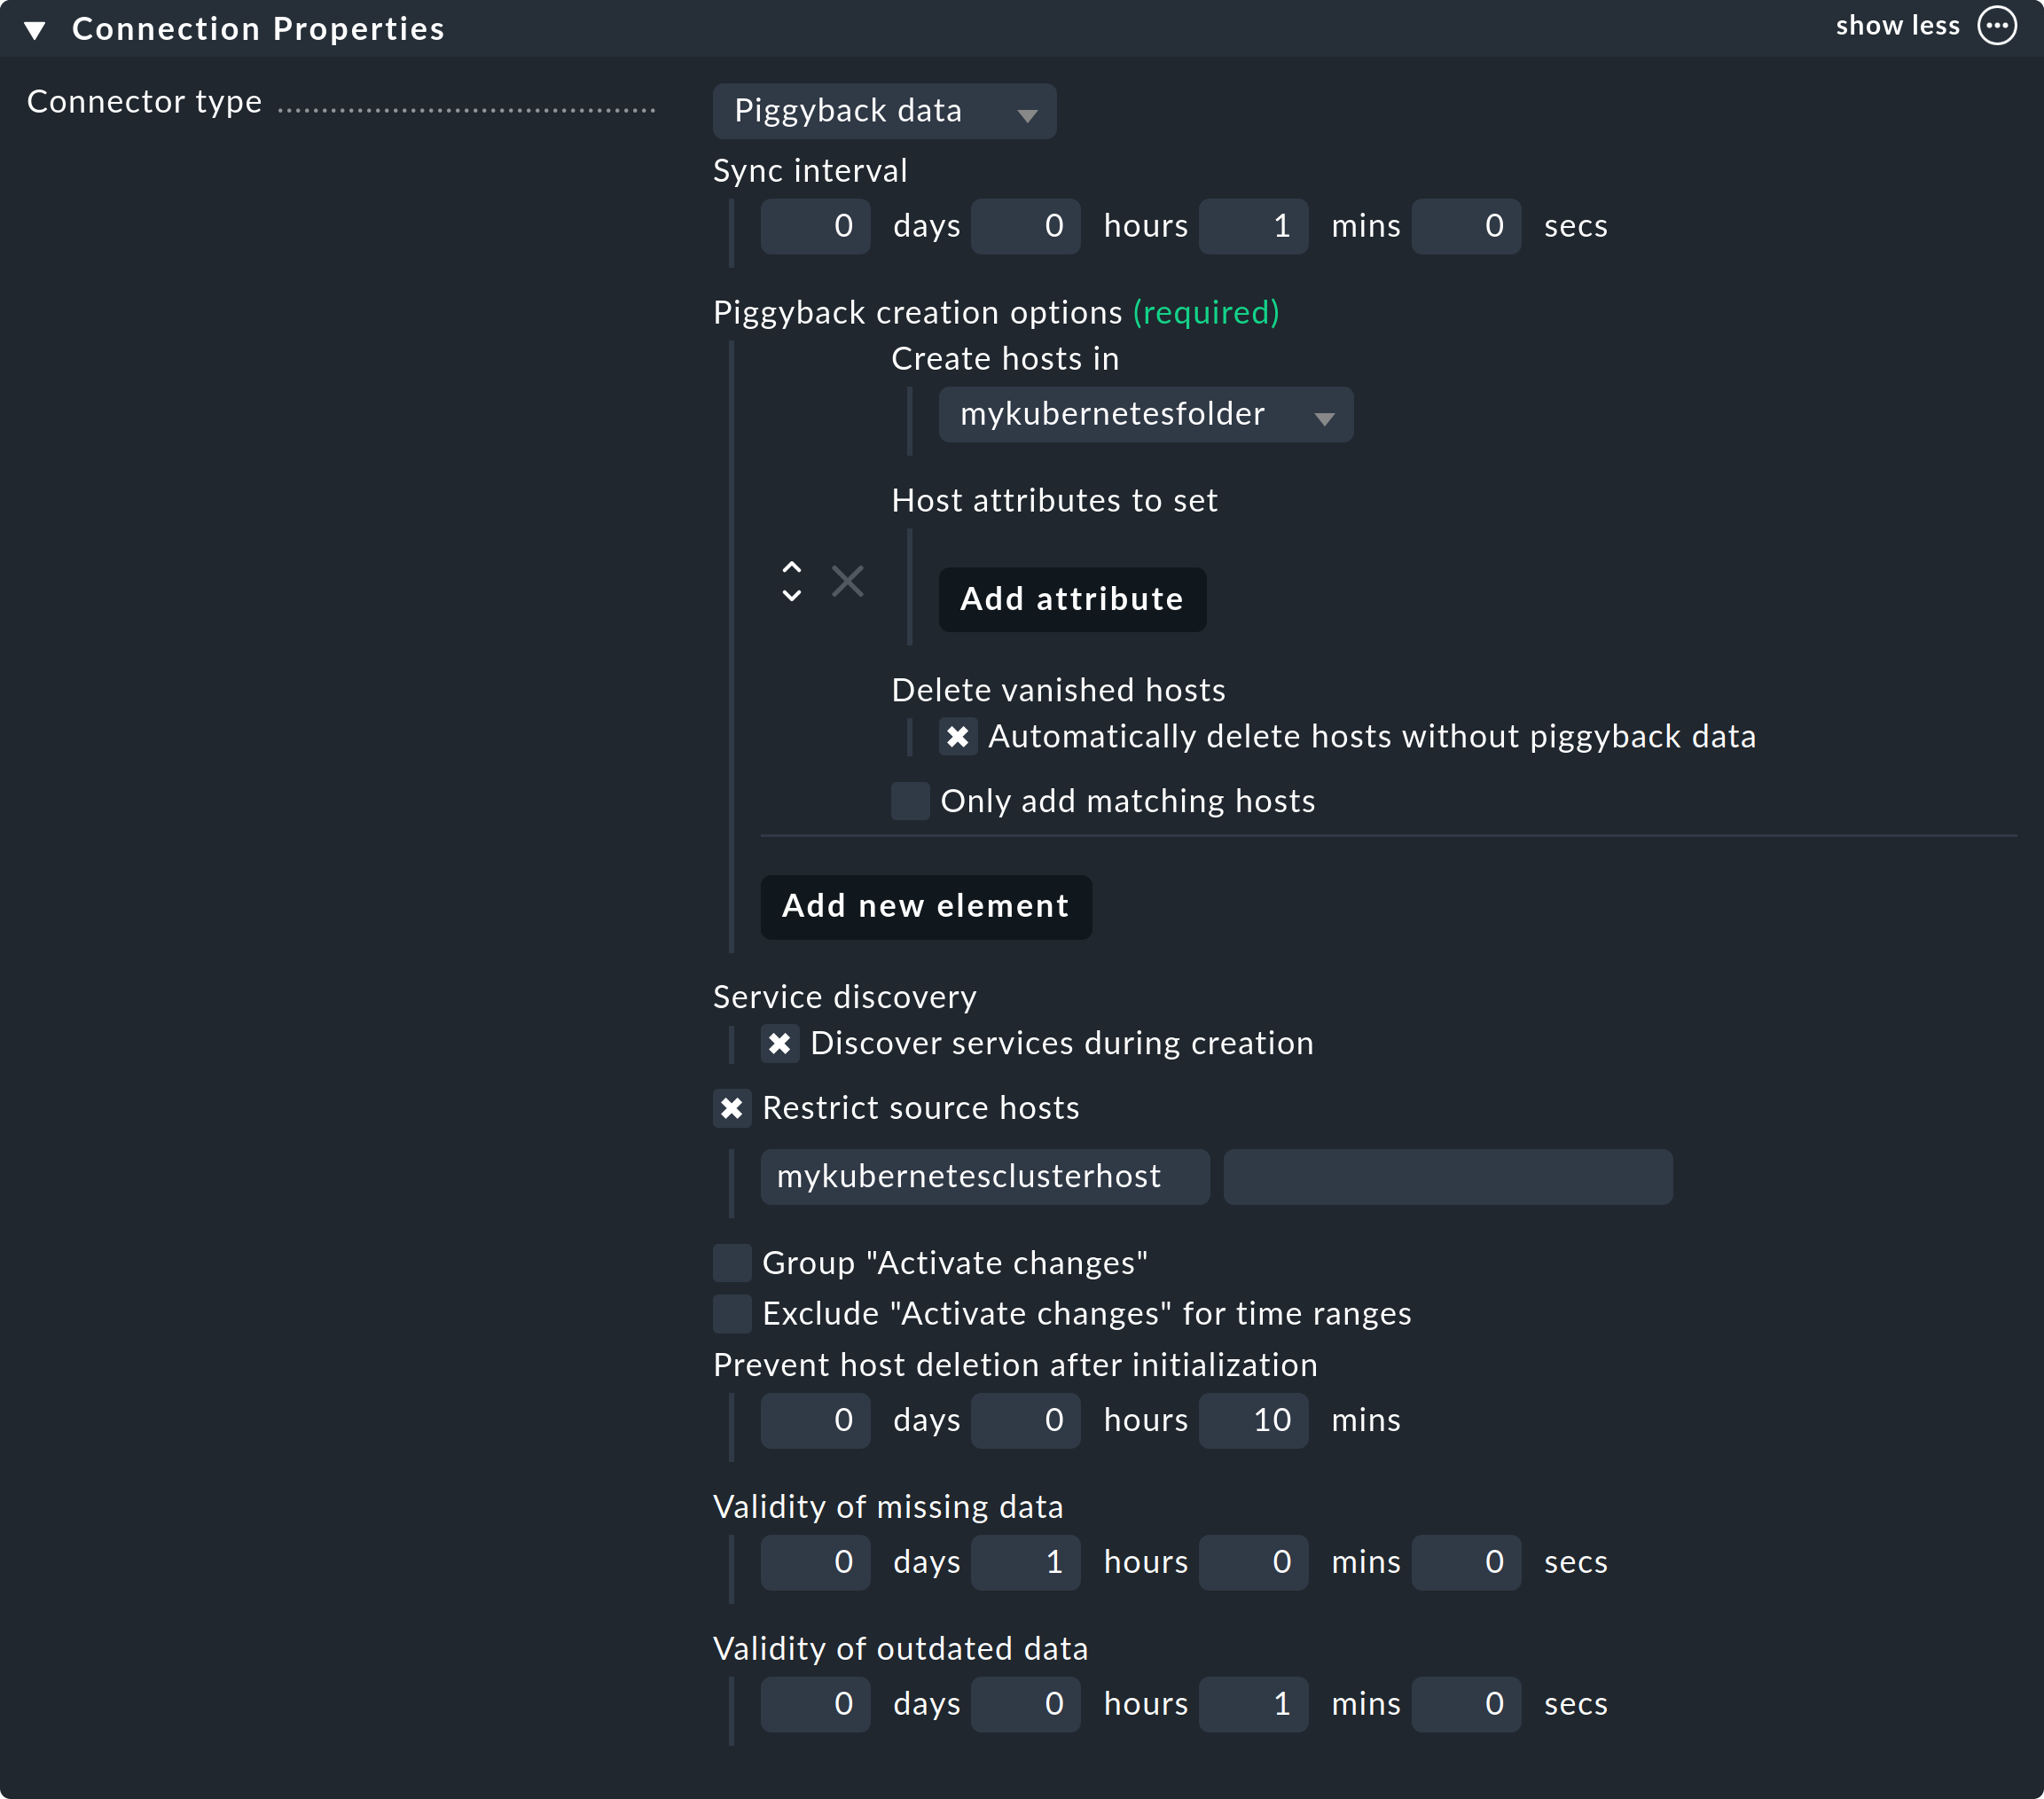 Connection Properties show less
Connector type Piggyback data
Sync interval
0 days 0 hours 1 mins 0 secs
Piggyback creation options (required)
Create hosts in
mykubernetesfolder
Host attributes to set
Add attribute
Delete vanished hosts
Automatically delete hosts without piggyback data
Only add matching hosts
Add new element
Service discovery
Discover services during creation
Restrict source hosts
mykubernetesclusterhost
Group "Activate changes"
Exclude "Activate changes" for time ranges
Prevent host deletion after initialization
0 days 0 hours 10 mins
Validity of missing data
0 days 1 hours 0 mins 0 secs
Validity of outdated data
0 days 0 hours 1 mins 0 secs